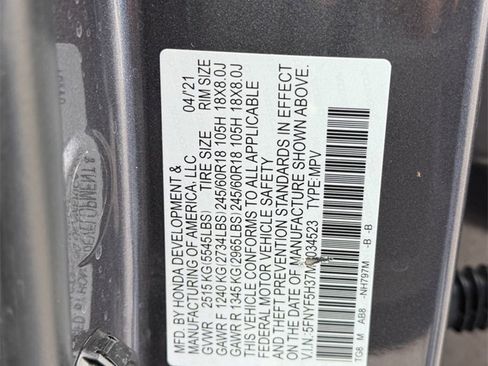 MFD. BY HONDA DEVELOPMENT & 04/'21
MANUFACTURING OF AMERICA, LLC
GVWR 2515 KG(5545LBS) TIRE SIZE RIM SIZE
GAWR F 1240 KG(2734LBS) 245/60R18 105H 18X8.0J
GAWR R 1345 KG(2965LBS) 245/60R18 105H 18X8.0J
THIS VEHICLE CONFORMS TO ALL APPLICABLE
FEDERAL MOTOR VEHICLE SAFETY
AND THEFT PREVENTION STANDARDS IN EFFECT
ON THE DATE OF MANUFACTURE SHOWN ABOVE.
V.I.N.: TYPE:MPV
TG8 M AB8 -NH797M -B -B